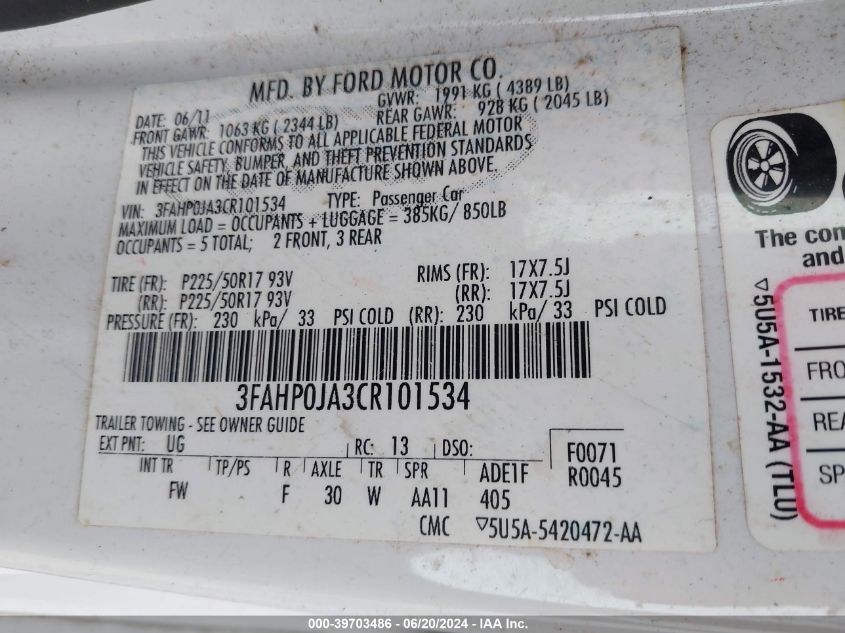 MFD. BY FORD MOTOR CO.
DATE: 06/11 GVWR: 1991 KG ( 4389 LB)
FRONT GAWR: 1063 KG ( 2344 LB) REAR GAWR: 928 KG ( 2045 LB)
THIS VEHICLE CONFORMS TO ALL APPLICABLE FEDERAL MOTOR
VEHICLE SAFETY, BUMPER, AND THEFT PREVENTION STANDARDS
IN EFFECT ON THE DATE OF MANUFACTURE SHOWN ABOVE.
VIN: 3FAHP0JA3CR101534 TYPE: Passenger Car
MAXIMUM LOAD = OCCUPANTS + LUGGAGE = 385KG/ 850LB
OCCUPANTS = 5 TOTAL; 2 FRONT, 3 REAR
TIRE (FR): P225/50R17 93V RIMS (FR): 17X7.5J
(RR): P225/50R17 93V (RR): 17X7.5J
PRESSURE (FR): 230 kPa/ 33 PSI COLD (RR): 230 kPa/ 33 PSI COLD
3FAHP0JA3CR101534
TRAILER TOWING - SEE OWNER GUIDE
EXT PNT: UG RC: 13 DSO: F0071
R0045
INT TR TP/PS R AXLE TR SPR ADE1F
FW F 30 W AA11 405
CMC ▽5U5A-5420472-AA
The con
and
▽5U5A-1532-AA (TLU)
TIRE
FRO
REA
SP
000-39703486 - 06/20/2024 - IAA Inc.